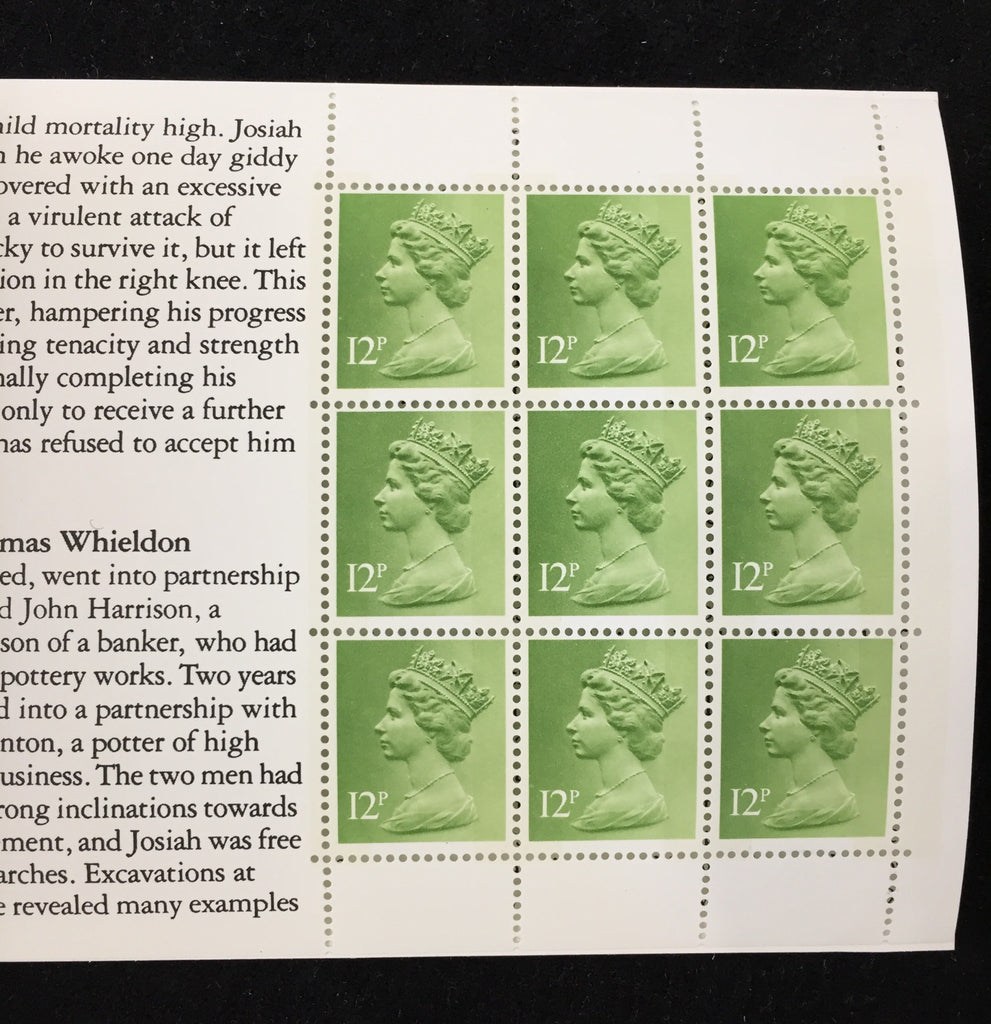 ild mortality high. Josiah
he awoke one day giddy
overed with an excessive
a virulent attack of
cky to survive it, but it left
ion in the right knee. This
er, hampering his progress
ing tenacity and strength
nally completing his
only to receive a further
has refused to accept him
mas Whieldon
ed, went into partnership
d John Harrison, a
son of a banker, who had
pottery works. Two years
d into a partnership with
nton, a potter of high
usiness. The two men had
rong inclinations towards
ement, and Josiah was free
arches. Excavations at
e revealed many examples
12P 12P 12P
12P 12P 12P
12P 12P 12P